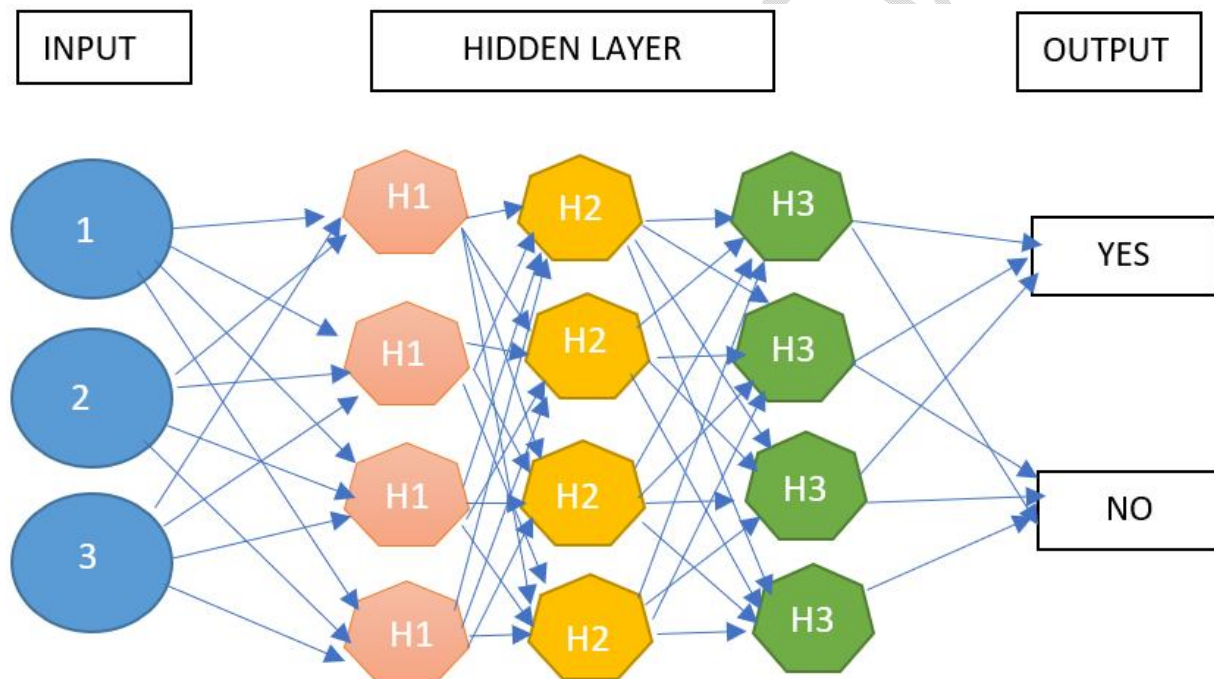 INPUT
HIDDEN LAYER
OUTPUT
1
H1
H2
H3
YES
2
H1
H2
H3
3
H1
H2
H3
NO
H1
H2
H3